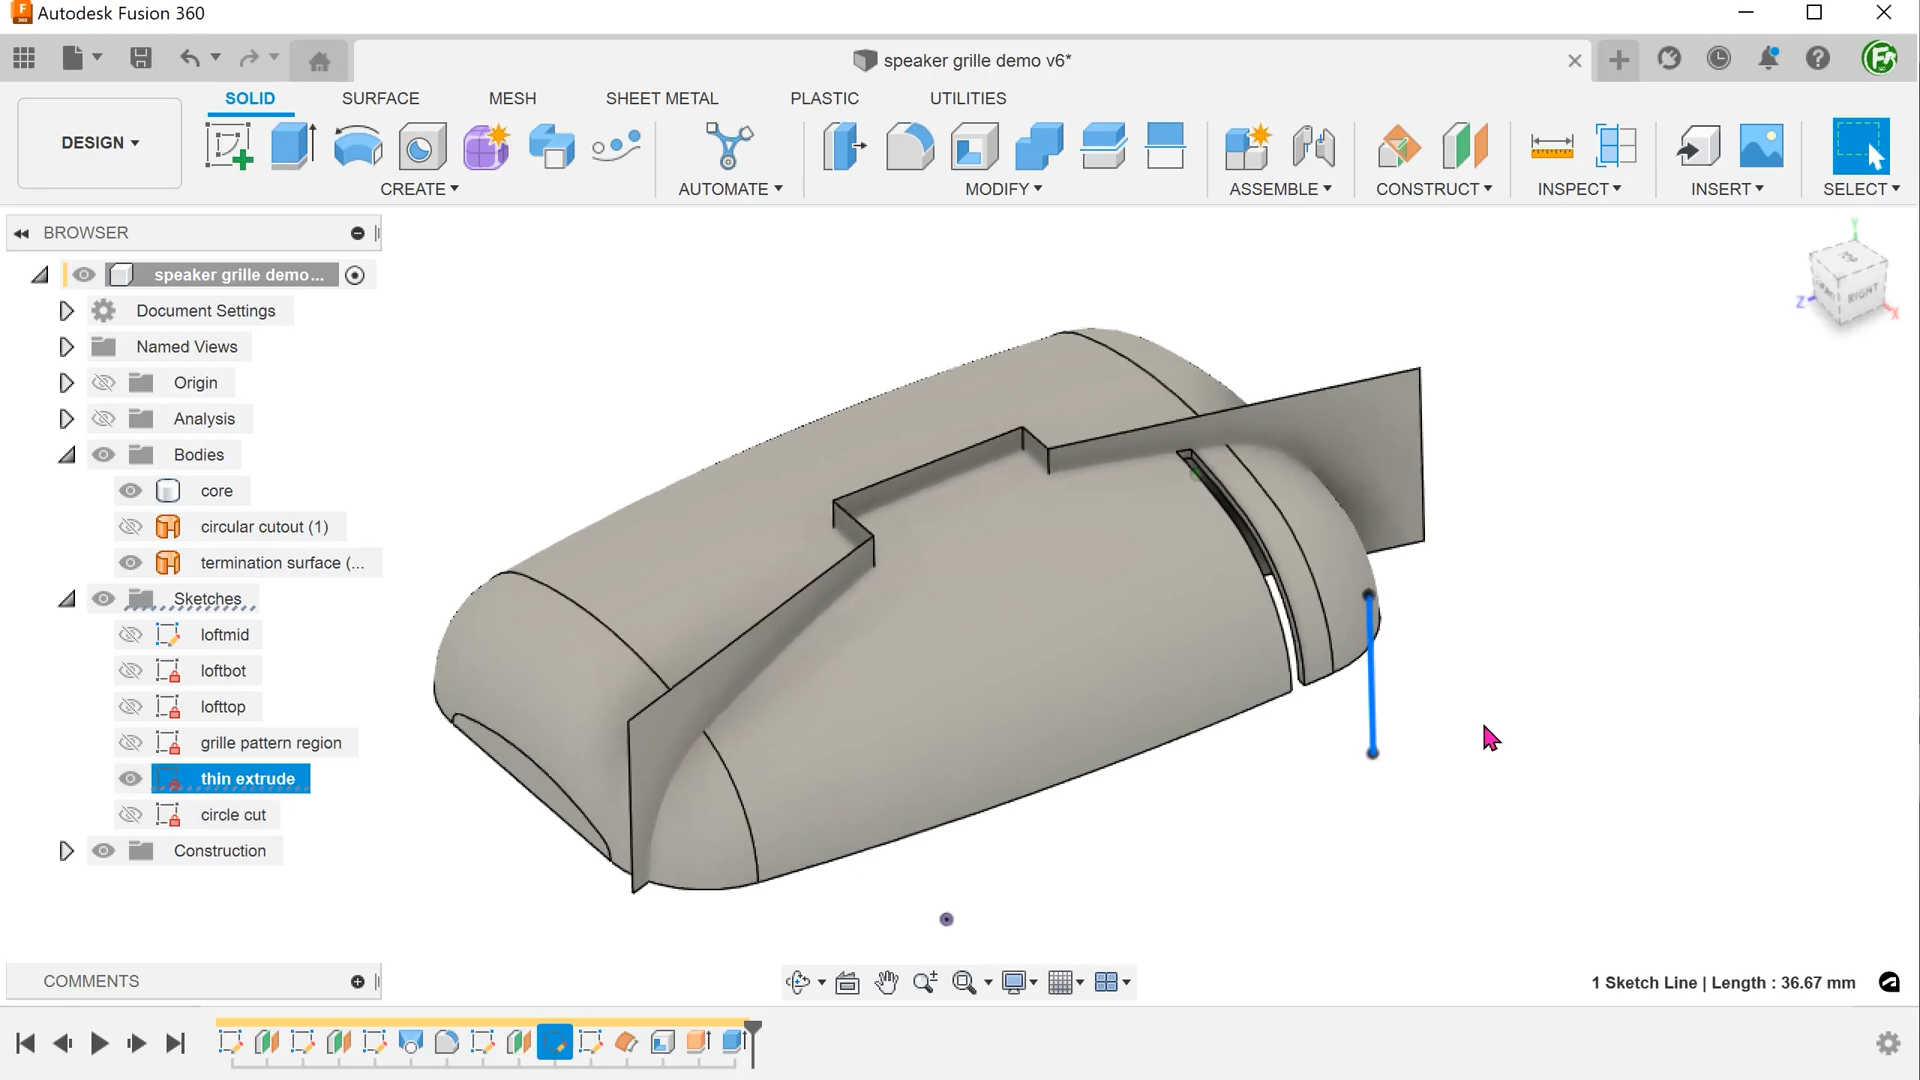 Autodesk Fusion 360
speaker grille demo v6*
DESIGN
SOLID SURFACE MESH SHEET METAL PLASTIC UTILITIES
CREATE AUTOMATE MODIFY ASSEMBLE CONSTRUCT INSPECT INSERT SELECT
BROWSER
speaker grille demo...
Document Settings
Named Views
Origin
Analysis
Bodies
core
circular cutout (1)
termination surface (...
Sketches
loftmid
loftbot
lofttop
grille pattern region
thin extrude
circle cut
Construction
Y
Z
X
RIGHT
COMMENTS
1 Sketch Line | Length : 36.67 mm